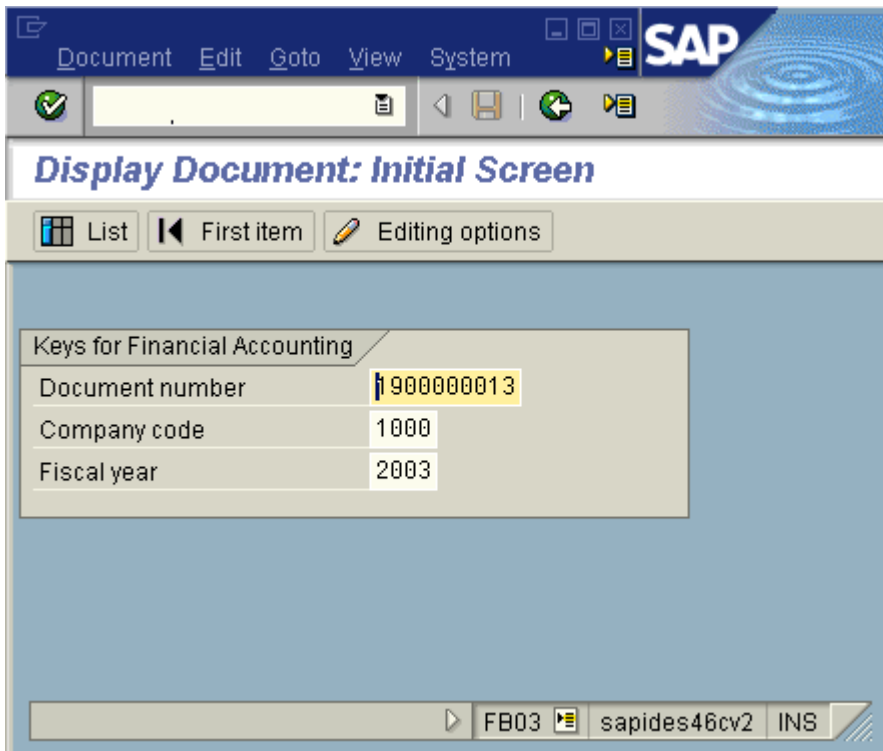 Document Edit Goto View System
SAP
Display Document: Initial Screen
List First item Editing options
Keys for Financial Accounting
Document number 1900000013
Company code 1000
Fiscal year 2003
FB03 sapides46cv2 INS